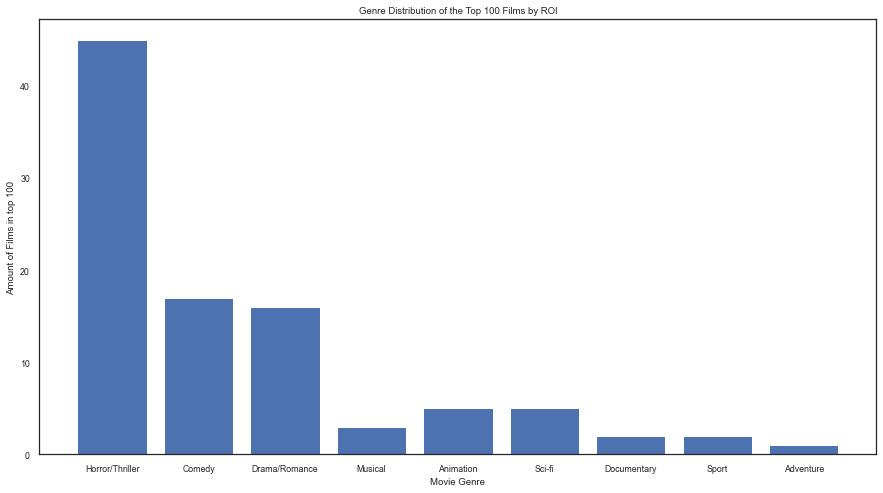 Genre Distribution of the Top 100 Films by ROI
Amount of Films in top 100
40
30
20
10
0
Horror/Thriller Comedy Drama/Romance Musical Animation Sci-fi Documentary Sport Adventure
Movie Genre